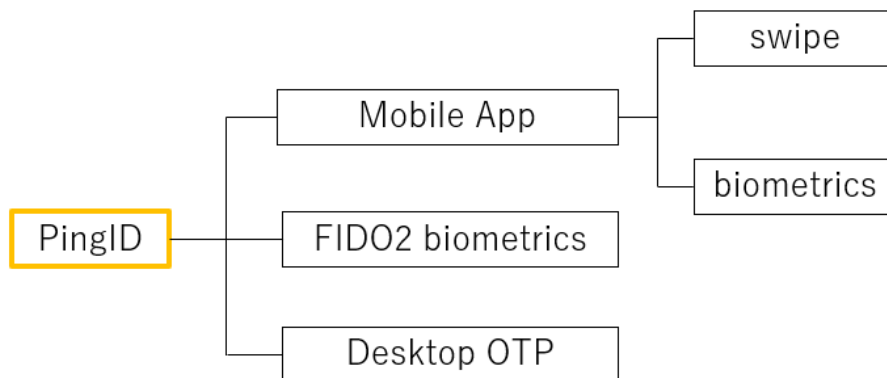 swipe
Mobile App
biometrics
PingID
FIDO2 biometrics
Desktop OTP